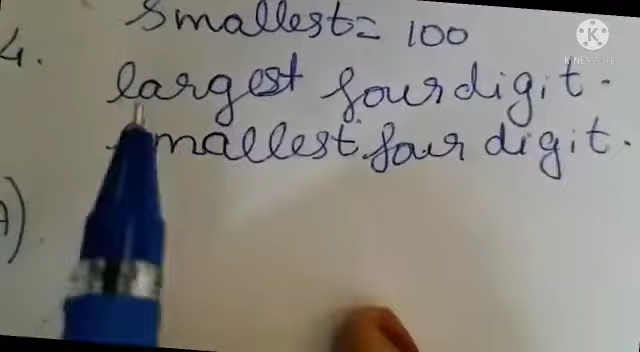 smallest = 100
4.
largest four digit.
smallest four digit.
A)
KINEMASTER